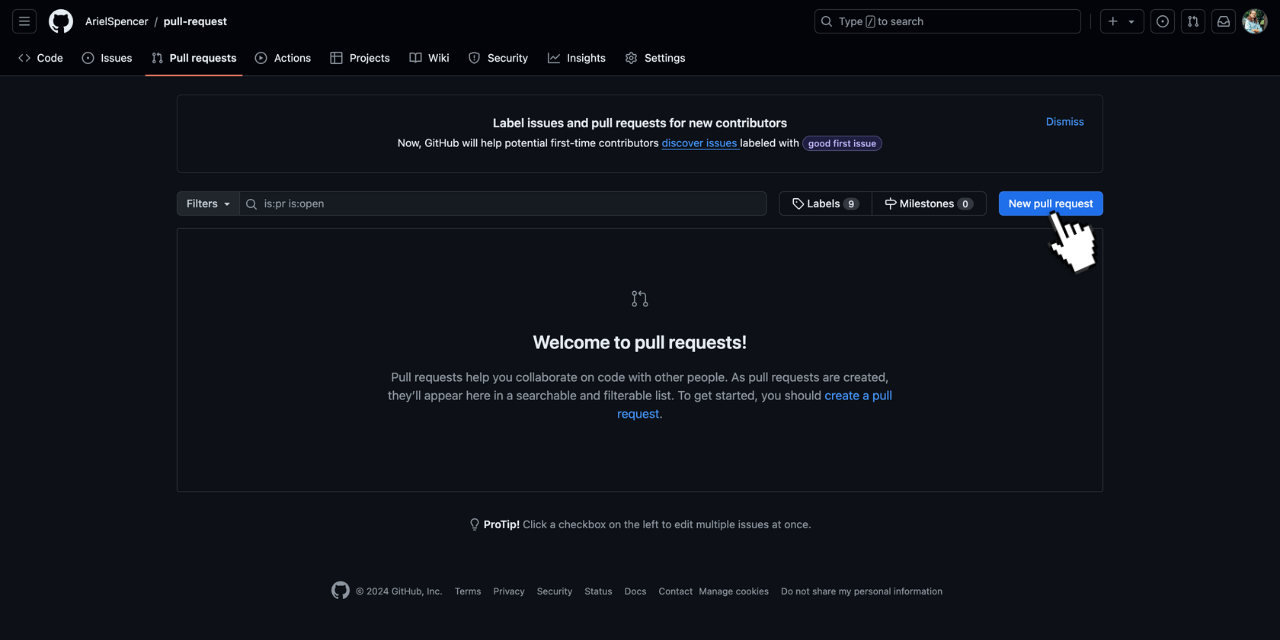 ArielSpencer / pull-request
Type / to search
Code
Issues
Pull requests
Actions
Projects
Wiki
Security
Insights
Settings
Label issues and pull requests for new contributors
Dismiss
Now, GitHub will help potential first-time contributors discover issues labeled with good first issue
Filters
is:pr is:open
Labels 9
Milestones 0
New pull request
Welcome to pull requests!
Pull requests help you collaborate on code with other people. As pull requests are created,
they'll appear here in a searchable and filterable list. To get started, you should create a pull
request.
ProTip! Click a checkbox on the left to edit multiple issues at once.
© 2024 GitHub, Inc. Terms Privacy Security Status Docs Contact Manage cookies Do not share my personal information